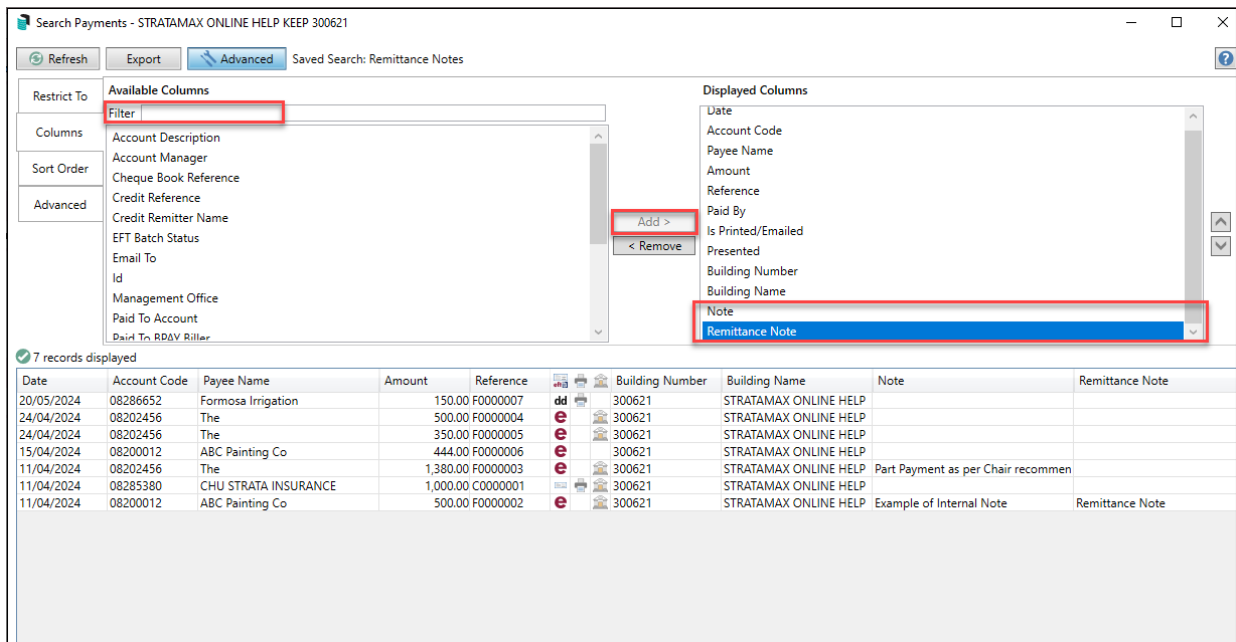 Search Payments - STRATAMAX ONLINE HELP KEEP 300621
Refresh Export Advanced Saved Search: Remittance Notes ?
Restrict To
Columns
Sort Order
Advanced
Available Columns
Filter
Account Description
Account Manager
Cheque Book Reference
Credit Reference
Credit Remitter Name
EFT Batch Status
Email To
Id
Management Office
Paid To Account
Paid To BPAY Biller
Add >
< Remove
Displayed Columns
Date
Account Code
Payee Name
Amount
Reference
Paid By
Is Printed/Emailed
Presented
Building Number
Building Name
Note
Remittance Note
7 records displayed
Date Account Code Payee Name Amount Reference Building Number Building Name Note Remittance Note
20/05/2024 08286652 Formosa Irrigation 150.00 F0000007 dd 300621 STRATAMAX ONLINE HELP
24/04/2024 08202456 The 500.00 F0000004 e 300621 STRATAMAX ONLINE HELP
24/04/2024 08202456 The 350.00 F0000005 e 300621 STRATAMAX ONLINE HELP
15/04/2024 08200012 ABC Painting Co 444.00 F0000006 e 300621 STRATAMAX ONLINE HELP
11/04/2024 08202456 The 1,380.00 F0000003 e 300621 STRATAMAX ONLINE HELP Part Payment as per Chair recommen
11/04/2024 08285380 CHU STRATA INSURANCE 1,000.00 C0000001 300621 STRATAMAX ONLINE HELP
11/04/2024 08200012 ABC Painting Co 500.00 F0000002 e 300621 STRATAMAX ONLINE HELP Example of Internal Note Remittance Note